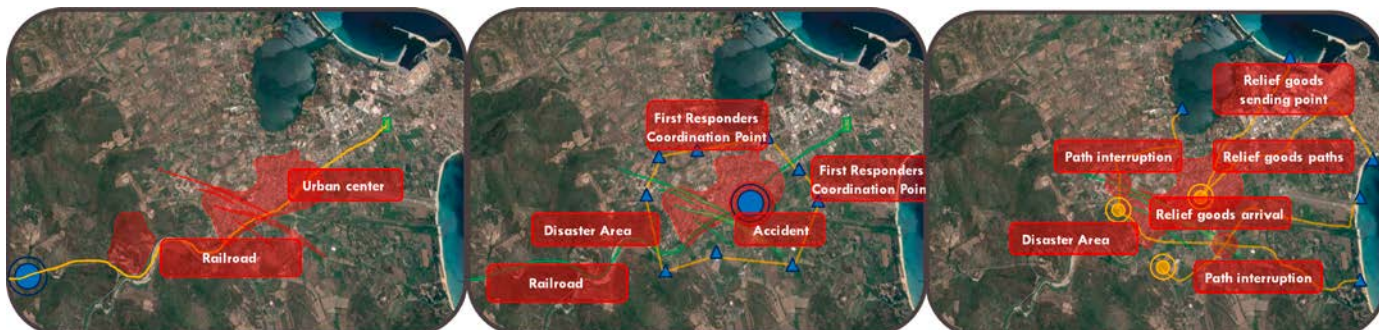 Urban center
Railroad
First Responders
Coordination Point
First Responders
Coordination Poin
Disaster Area
Accident
Railroad
Relief goods
sending point
Path interruption
Relief goods paths
Relief goods arrival
Disaster Area
Path interruption